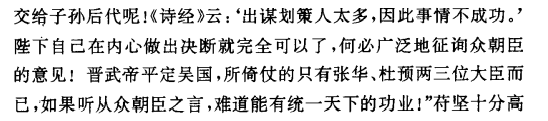 交给子孙后代呢!《诗经》云:‘出谋划策人太多,因此事情不成功。’
陛下自己在内心做出决断就完全可以了,何必广泛地征询众朝臣
的意见! 晋武帝平定吴国,所倚仗的只有张华、杜预两三位大臣而
已,如果听从众朝臣之言,难道能有统一天下的功业!”苻坚十分高